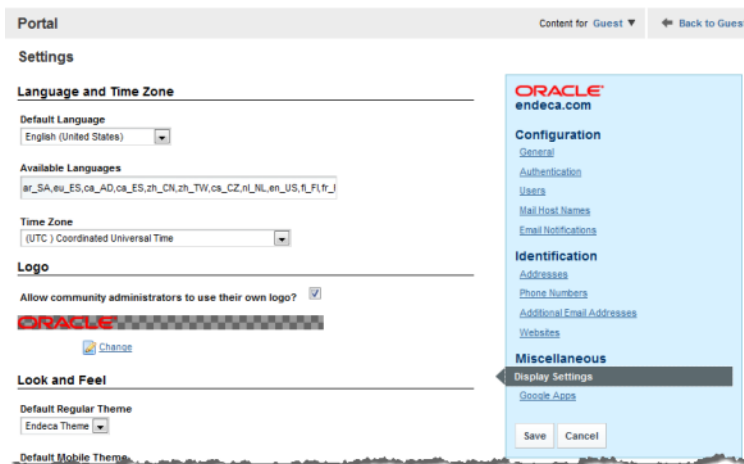 Portal
Content for Guest ▼
Back to Gues
Settings
Language and Time Zone
Default Language
English (United States)
Available Languages
ar_SA,eu_ES,ca_AD,ca_ES,zh_CN,zh_TW,cs_CZ,nl_NL,en_US,fi_FI,fr_
Time Zone
(UTC ) Coordinated Universal Time
Logo
Allow community administrators to use their own logo?
ORACLE
Change
Look and Feel
Default Regular Theme
Endeca Theme
Default Mobile Theme
ORACLE
endeca.com
Configuration
General
Authentication
Users
Mail Host Names
Email Notifications
Identification
Addresses
Phone Numbers
Additional Email Addresses
Websites
Miscellaneous
Display Settings
Google Apps
Save Cancel